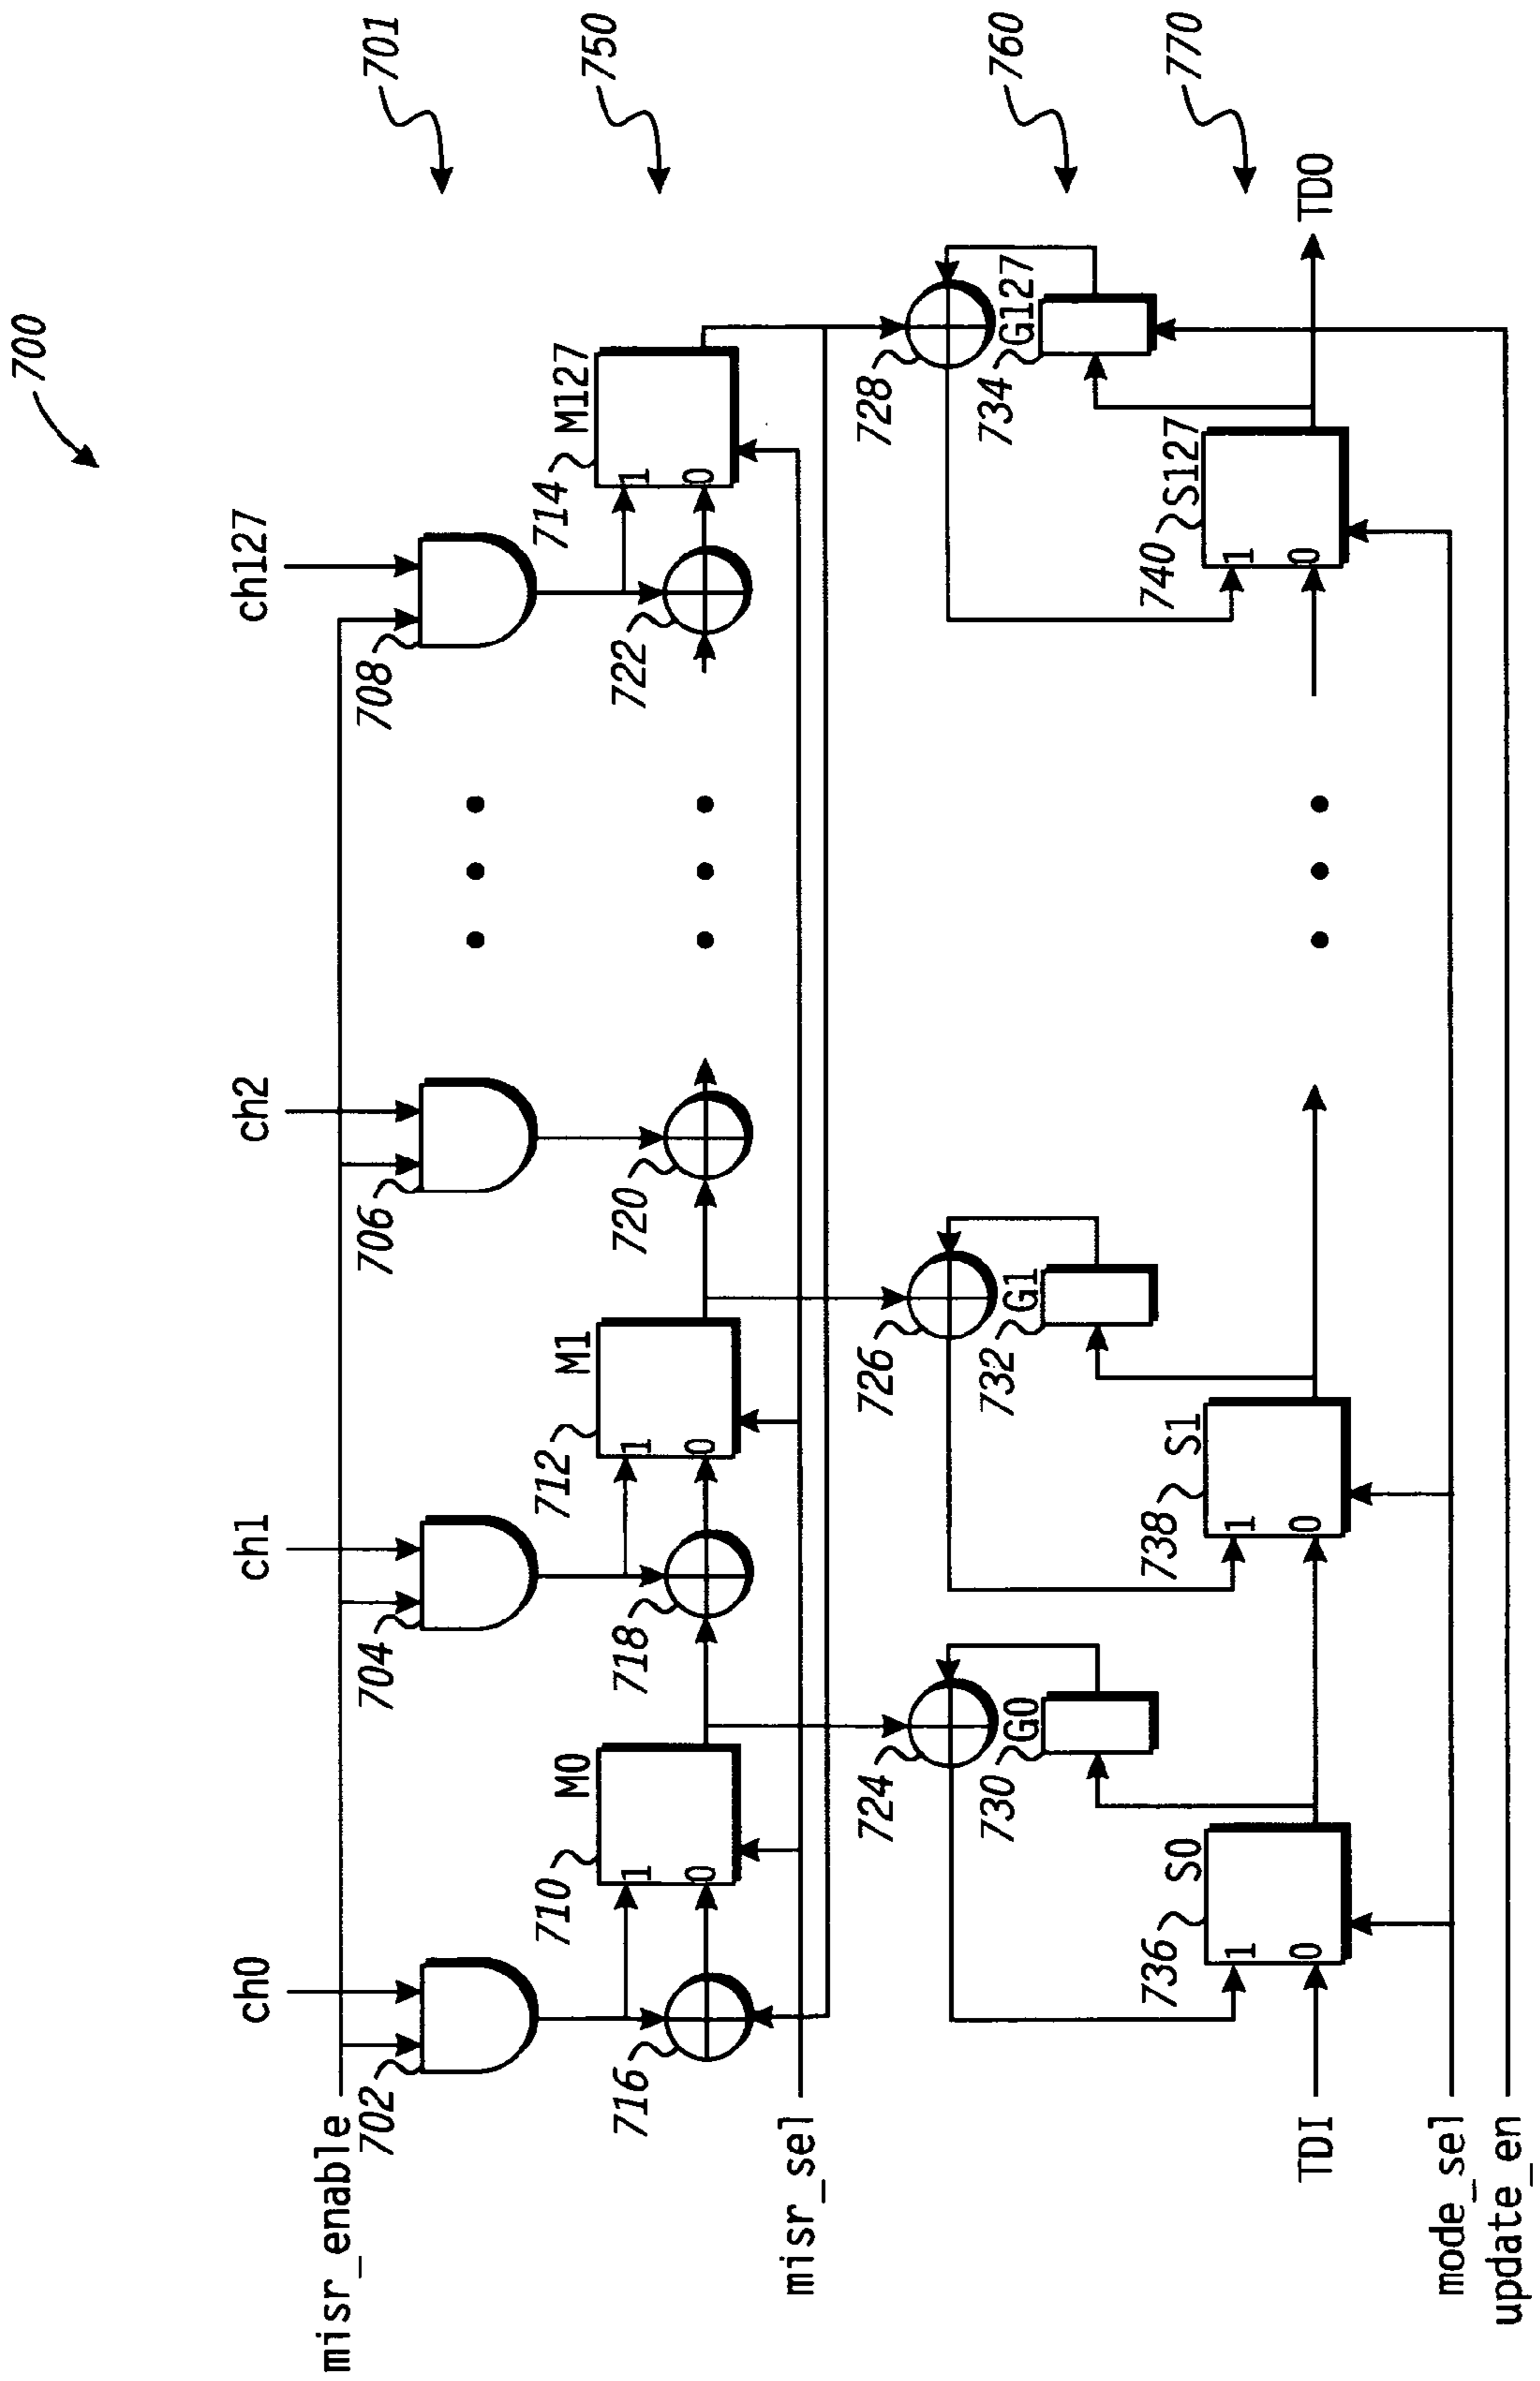 700
701
750
760
770
ch0
ch1
ch2
ch127
misr_enable
702
704
706
708
710
M0
712
M1
714
M127
1
0
1
0
1
0
716
718
720
722
misr_sel
724
726
728
730
G0
732
G1
734
G127
736
S0
738
S1
740
S127
1
0
1
0
1
0
TDI
TDO
mode_sel
update_en